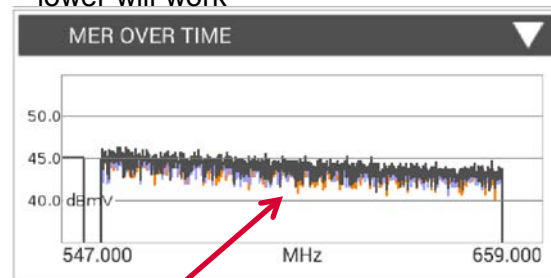 lower will work
MER OVER TIME
50.0
45.0
40.0 dBmV
547.000 MHz 659.000